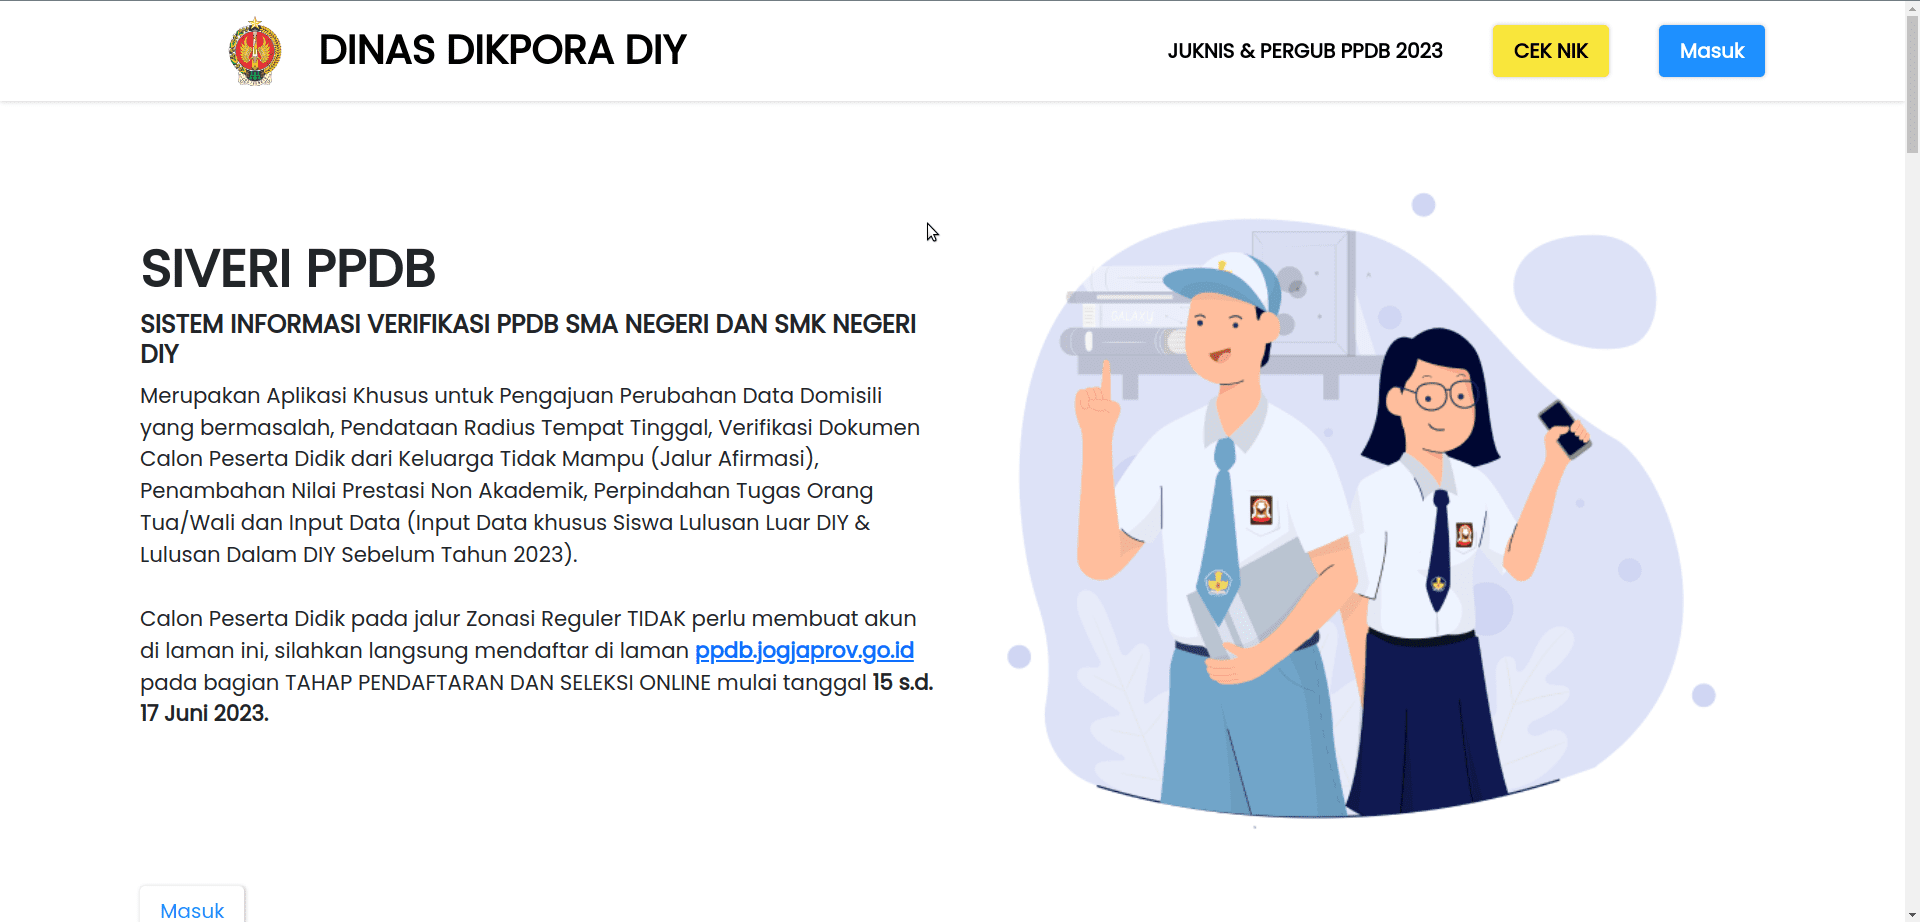 DINAS DIKPORA DIY
JUKNIS & PERGUB PPDB 2023
CEK NIK
Masuk
SIVERI PPDB
SISTEM INFORMASI VERIFIKASI PPDB SMA NEGERI DAN SMK NEGERI
DIY
Merupakan Aplikasi Khusus untuk Pengajuan Perubahan Data Domisili
yang bermasalah, Pendataan Radius Tempat Tinggal, Verifikasi Dokumen
Calon Peserta Didik dari Keluarga Tidak Mampu (Jalur Afirmasi),
Penambahan Nilai Prestasi Non Akademik, Perpindahan Tugas Orang
Tua/Wali dan Input Data (Input Data khusus Siswa Lulusan Luar DIY &
Lulusan Dalam DIY Sebelum Tahun 2023).
Calon Peserta Didik pada jalur Zonasi Reguler TIDAK perlu membuat akun
di laman ini, silahkan langsung mendaftar di laman ppdb.jogjaprov.go.id
pada bagian TAHAP PENDAFTARAN DAN SELEKSI ONLINE mulai tanggal 15 s.d.
17 Juni 2023.
GALAXY
Masuk